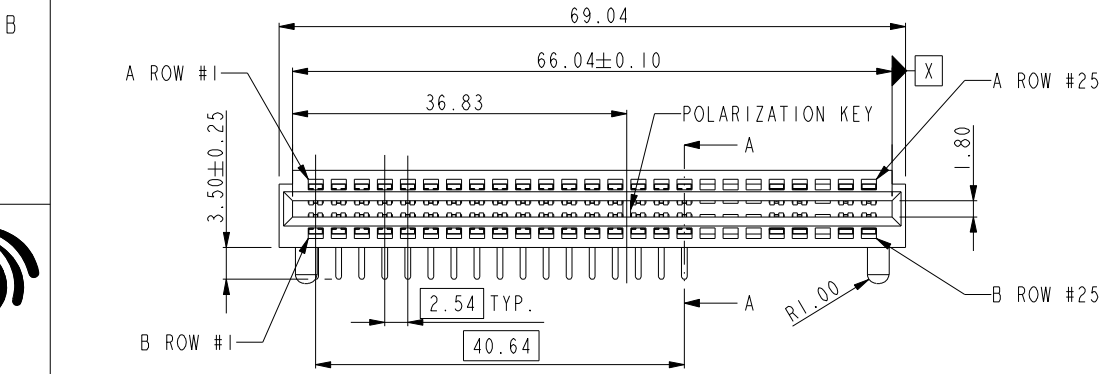 B
69.04
66.04±0.10
X
A ROW #1
A ROW #25
36.83
POLARIZATION KEY
A
1.80
3.50±0.25
2.54 TYP.
A
R1.00
B ROW #25
B ROW #1
40.64